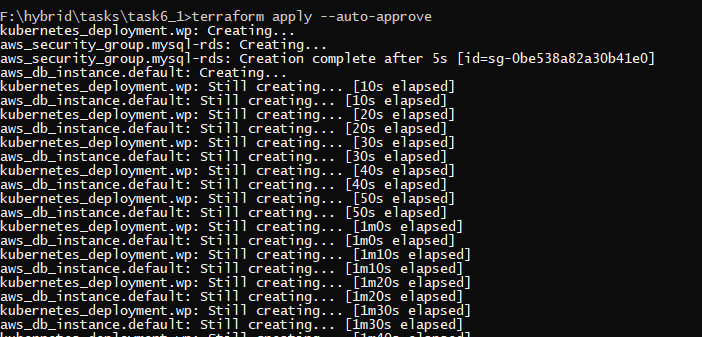 F:\hybrid\tasks\task6_1>terraform apply --auto-approve
kubernetes_deployment.wp: Creating...
aws_security_group.mysql-rds: Creating...
aws_security_group.mysql-rds: Creation complete after 5s [id=sg-0be538a82a30b41e0]
aws_db_instance.default: Creating...
kubernetes_deployment.wp: Still creating... [10s elapsed]
aws_db_instance.default: Still creating... [10s elapsed]
kubernetes_deployment.wp: Still creating... [20s elapsed]
aws_db_instance.default: Still creating... [20s elapsed]
kubernetes_deployment.wp: Still creating... [30s elapsed]
aws_db_instance.default: Still creating... [30s elapsed]
kubernetes_deployment.wp: Still creating... [40s elapsed]
aws_db_instance.default: Still creating... [40s elapsed]
kubernetes_deployment.wp: Still creating... [50s elapsed]
aws_db_instance.default: Still creating... [50s elapsed]
kubernetes_deployment.wp: Still creating... [1m0s elapsed]
aws_db_instance.default: Still creating... [1m0s elapsed]
kubernetes_deployment.wp: Still creating... [1m10s elapsed]
aws_db_instance.default: Still creating... [1m10s elapsed]
kubernetes_deployment.wp: Still creating... [1m20s elapsed]
aws_db_instance.default: Still creating... [1m20s elapsed]
kubernetes_deployment.wp: Still creating... [1m30s elapsed]
aws_db_instance.default: Still creating... [1m30s elapsed]
kubernetes_deployment.wp: Still creating... [1m40s elapsed]